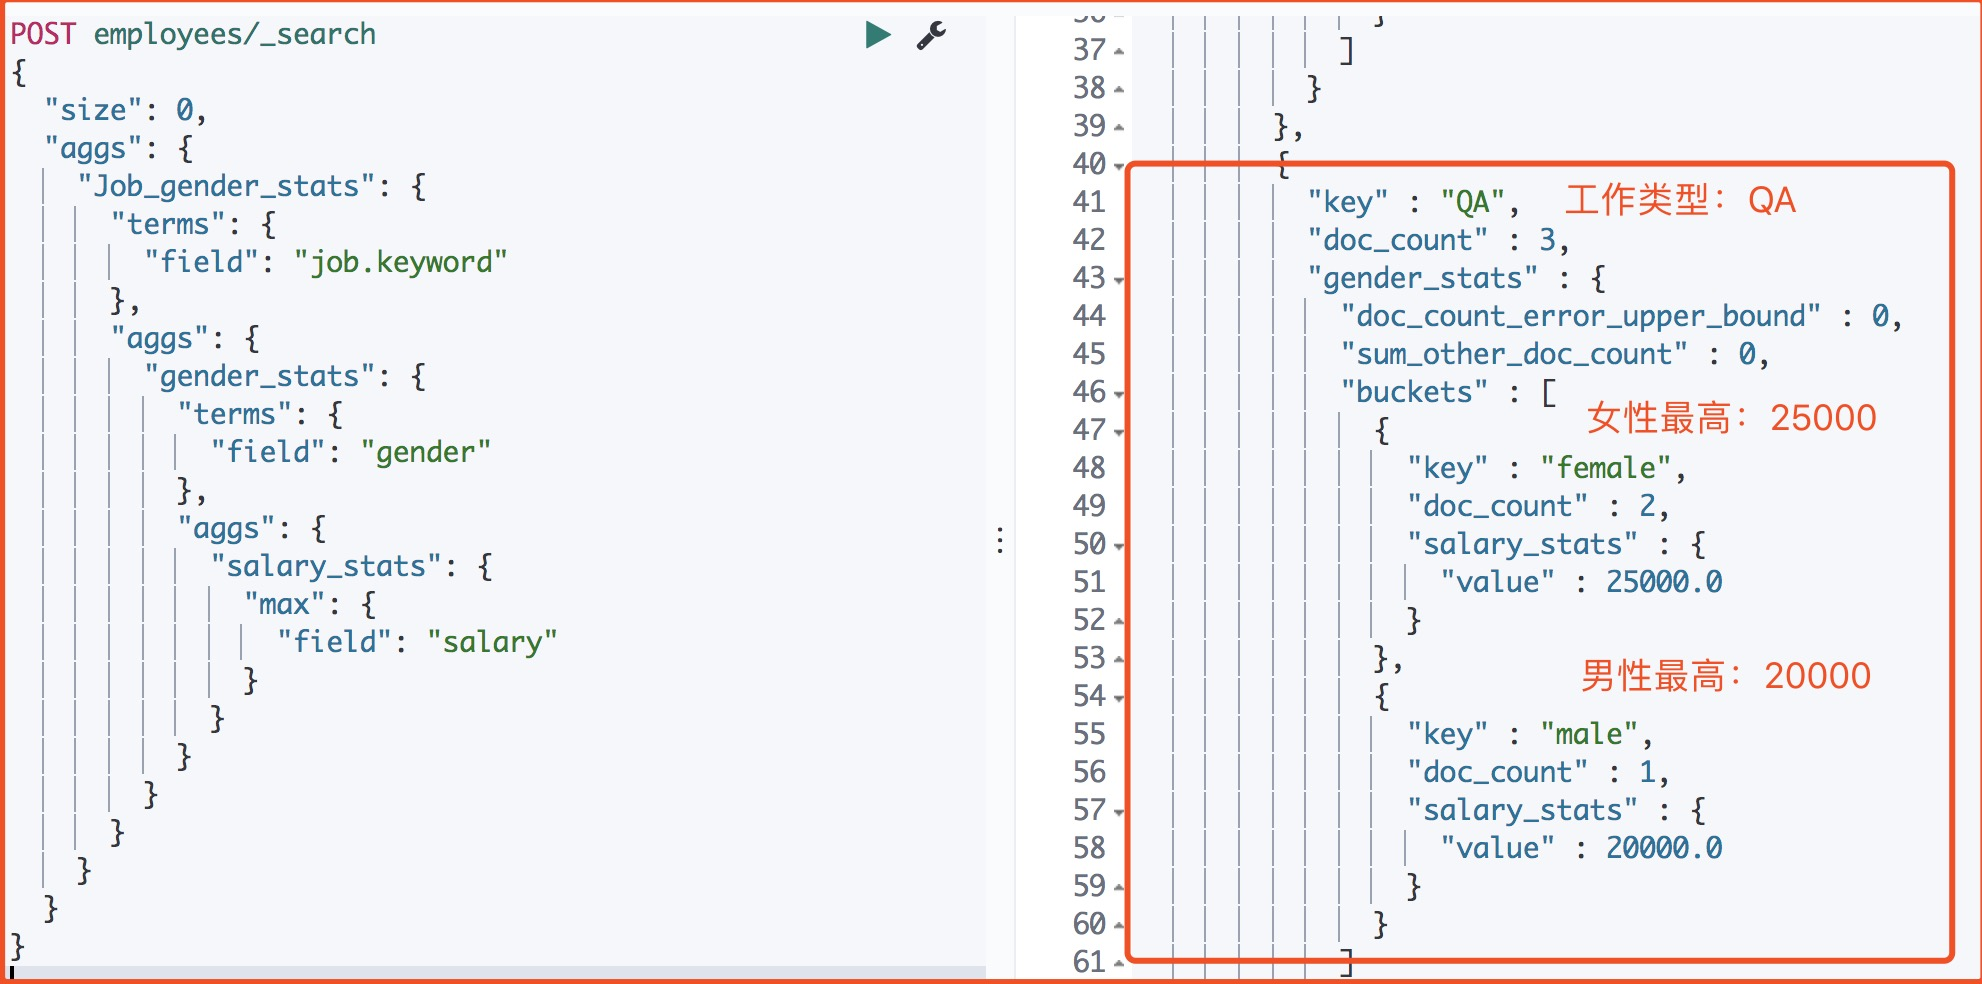 POST employees/_search
{
  "size": 0,
  "aggs": {
    "Job_gender_stats": {
      "terms": {
        "field": "job.keyword"
      },
      "aggs": {
        "gender_stats": {
          "terms": {
            "field": "gender"
          },
          "aggs": {
            "salary_stats": {
              "max": {
                "field": "salary"
              }
            }
          }
        }
      }
    }
  }
}
36 }
37 ]
38 }
39 },
40 {
41 "key" : "QA", 工作类型：QA
42 "doc_count" : 3,
43 "gender_stats" : {
44 "doc_count_error_upper_bound" : 0,
45 "sum_other_doc_count" : 0,
46 "buckets" : [
女性最高：25000
47 {
48 "key" : "female",
49 "doc_count" : 2,
50 "salary_stats" : {
51 "value" : 25000.0
52 }
53 },
男性最高：20000
54 {
55 "key" : "male",
56 "doc_count" : 1,
57 "salary_stats" : {
58 "value" : 20000.0
59 }
60 }
61 ]